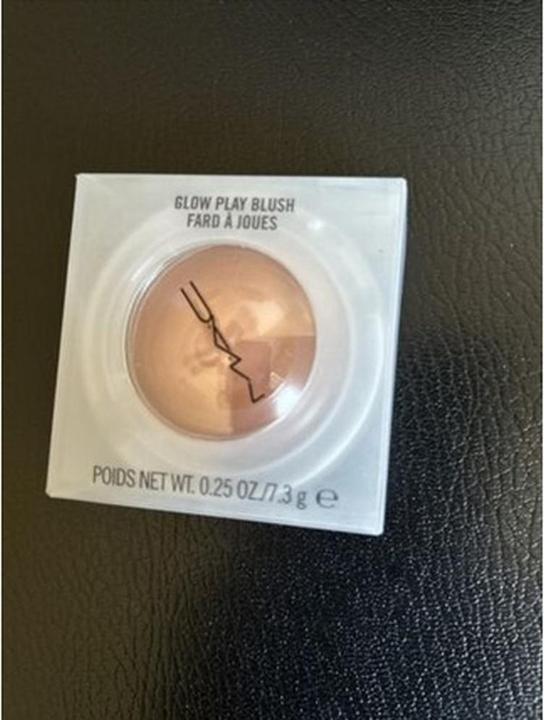 GLOW PLAY BLUSH
FARD À JOUES
POIDS NET WT. 0.25 OZ./7.3 g ℮